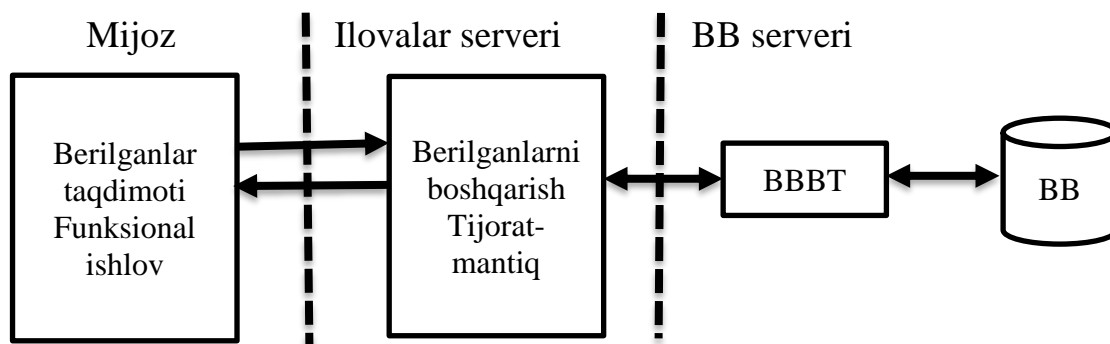 Mijoz
Ilovalar serveri
BB serveri
Berilganlar
taqdimoti
Funksional
ishlov
Berilganlarni
boshqarish
Tijorat-
mantiq
BBBT
BB